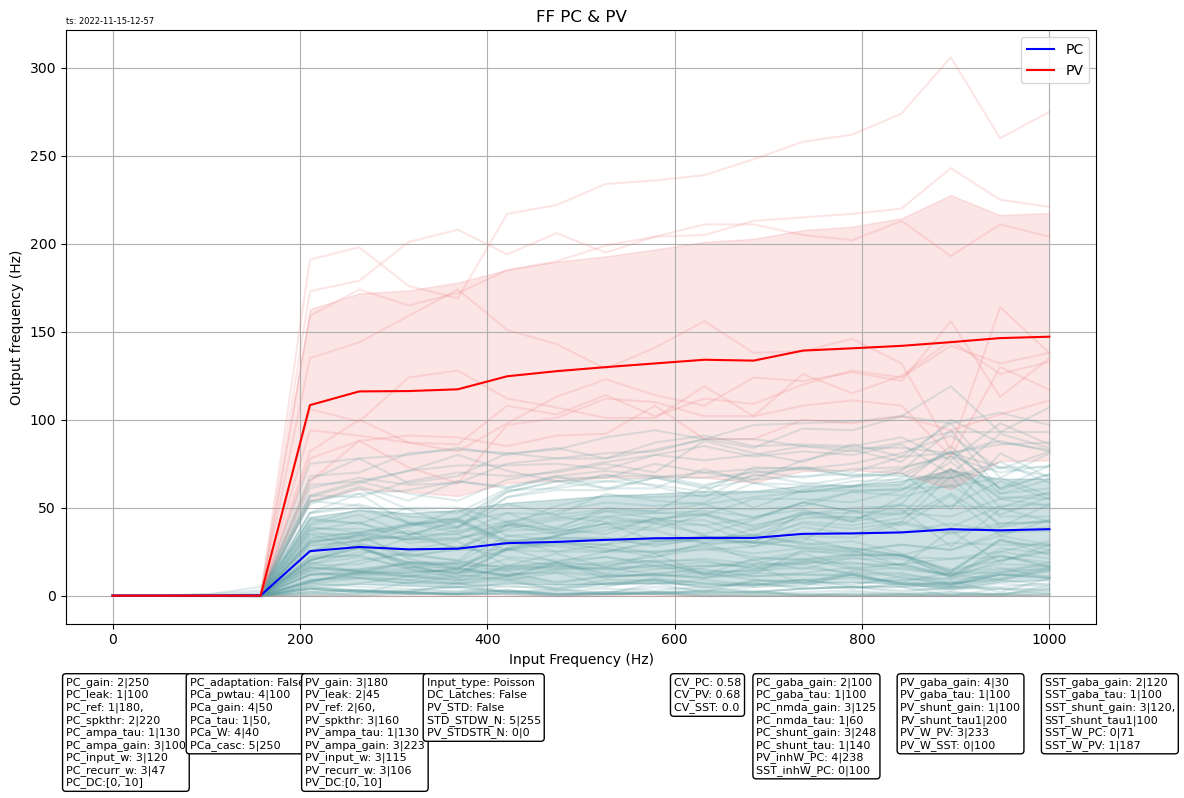 ts: 2022-11-15-12-57
FF PC & PV
PC
PV
300
250
200
150
100
50
0
Output frequency (Hz)
0
200
400
600
800
1000
Input Frequency (Hz)
PC_gain: 2|250
PC_leak: 1|100
PC_ref: 1|180,
PC_spkthr: 2|220
PC_ampa_tau: 1|130
PC_ampa_gain: 3|100
PC_input_w: 3|120
PC_recurr_w: 3|47
PC_DC:[0, 10]
PC_adaptation: False
PCa_pwtau: 4|100
PCa_gain: 4|50
PCa_tau: 1|50,
PCa_W: 4|40
PCa_casc: 5|250
PV_gain: 3|180
PV_leak: 2|45
PV_ref: 2|60,
PV_spkthr: 3|160
PV_ampa_tau: 1|130
PV_ampa_gain: 3|223
PV_input_w: 3|115
PV_recurr_w: 3|106
PV_DC:[0, 10]
Input_type: Poisson
DC_Latches: False
PV_STD: False
STD_STDW_N: 5|255
PV_STDSTR_N: 0|0
CV_PC: 0.58
CV_PV: 0.68
CV_SST: 0.0
PC_gaba_gain: 2|100
PC_gaba_tau: 1|100
PC_nmda_gain: 3|125
PC_nmda_tau: 1|60
PC_shunt_gain: 3|248
PC_shunt_tau: 1|140
PV_inhW_PC: 4|238
SST_inhW_PC: 0|100
PV_gaba_gain: 4|30
PV_gaba_tau: 1|100
PV_shunt_gain: 1|100
PV_shunt_tau1|200
PV_W_PV: 3|233
PV_W_SST: 0|100
SST_gaba_gain: 2|120
SST_gaba_tau: 1|100
SST_shunt_gain: 3|120,
SST_shunt_tau1|100
SST_W_PC: 0|71
SST_W_PV: 1|187